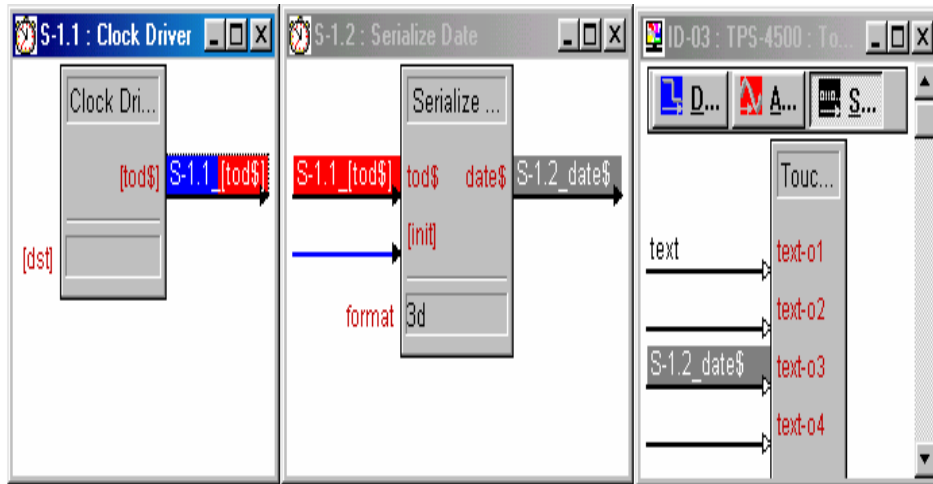 S-1.1 : Clock Driver
Clock Dri...
[tod$]
S-1.1_[tod$]
[dst]
S-1.2 : Serialize Date
Serialize ...
S-1.1_[tod$]
tod$
date$
S-1.2_date$
[init]
format
3d
ID-03 : TPS-4500 : To...
D...
A...
S...
Touc...
text
text-o1
text-o2
S-1.2_date$
text-o3
text-o4